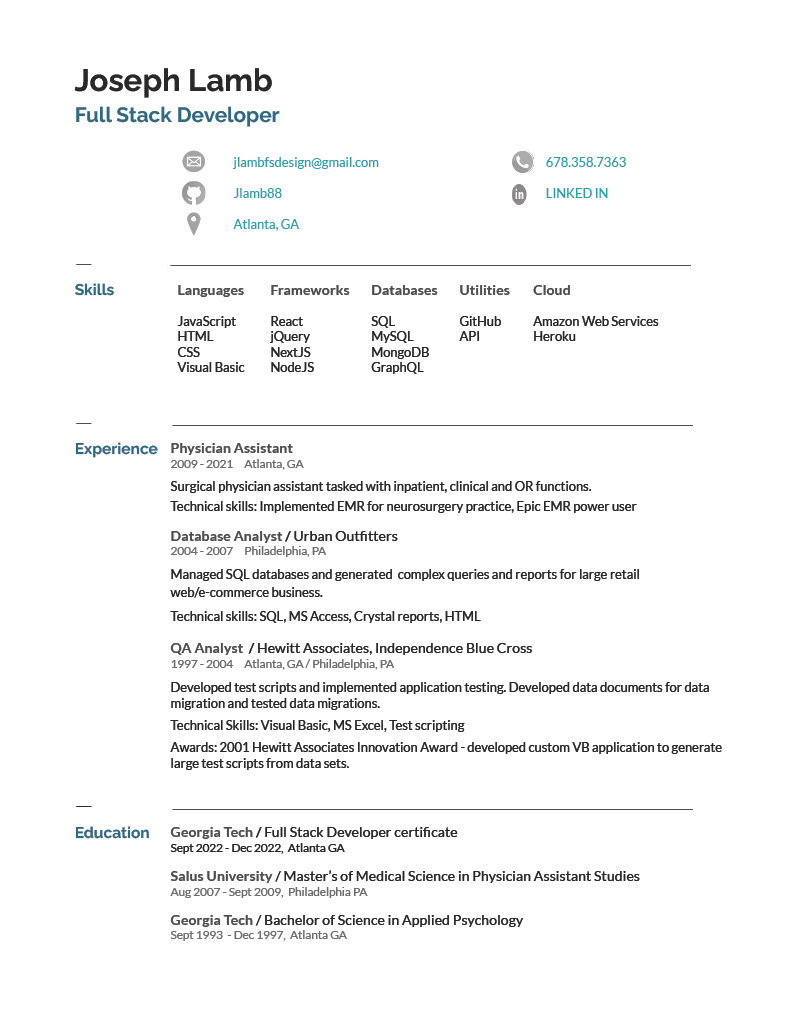 Joseph Lamb
Full Stack Developer
jlambfsdesign@gmail.com 678.358.7363
Jlamb88 in LINKED IN
Atlanta, GA
Skills Languages Frameworks Databases Utilities Cloud
JavaScript React SQL GitHub Amazon Web Services
HTML jQuery MySQL API Heroku
CSS NextJS MongoDB
Visual Basic NodeJS GraphQL
Experience Physician Assistant
2009 - 2021 Atlanta, GA
Surgical physician assistant tasked with inpatient, clinical and OR functions.
Technical skills: Implemented EMR for neurosurgery practice, Epic EMR power user
Database Analyst / Urban Outfitters
2004 - 2007 Philadelphia, PA
Managed SQL databases and generated complex queries and reports for large retail
web/e-commerce business.
Technical skills: SQL, MS Access, Crystal reports, HTML
QA Analyst / Hewitt Associates, Independence Blue Cross
1997 - 2004 Atlanta, GA / Philadelphia, PA
Developed test scripts and implemented application testing. Developed data documents for data
migration and tested data migrations.
Technical Skills: Visual Basic, MS Excel, Test scripting
Awards: 2001 Hewitt Associates Innovation Award - developed custom VB application to generate
large test scripts from data sets.
Education Georgia Tech / Full Stack Developer certificate
Sept 2022 - Dec 2022, Atlanta GA
Salus University / Master's of Medical Science in Physician Assistant Studies
Aug 2007 - Sept 2009, Philadelphia PA
Georgia Tech / Bachelor of Science in Applied Psychology
Sept 1993 - Dec 1997, Atlanta GA